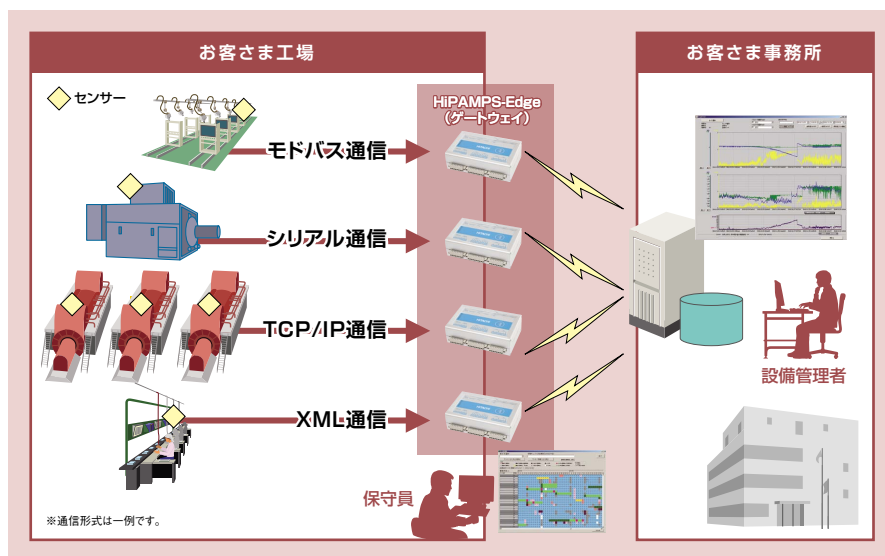 お客さま工場
お客さま事務所
センサー
HiPAMPS-Edge
（ゲートウェイ）
モドバス通信
シリアル通信
TCP/IP通信
XML通信
設備管理者
保守員
※通信形式は一例です。